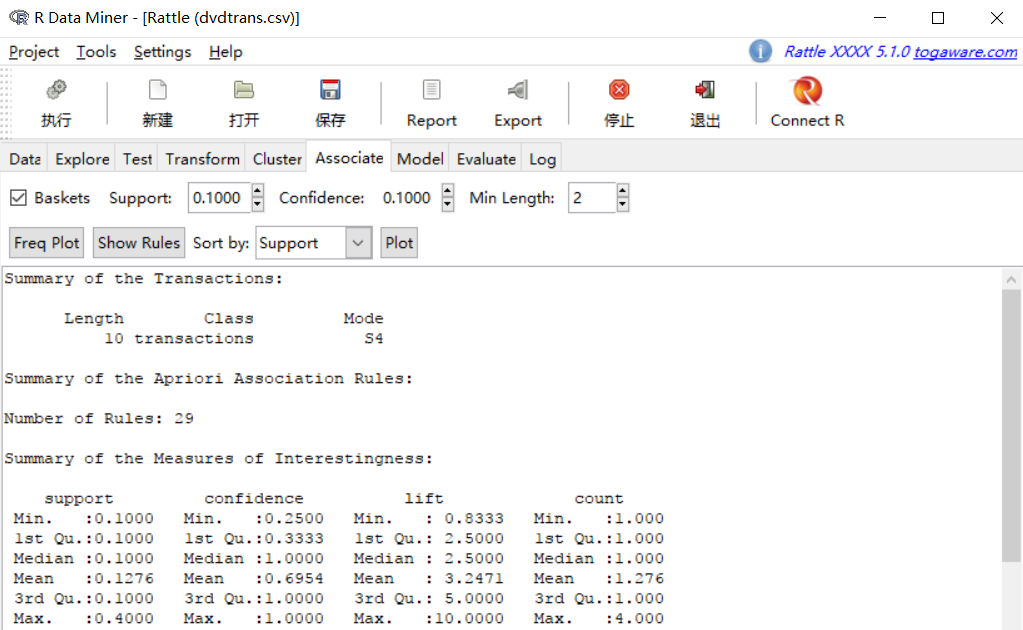 R Data Miner - [Rattle (dvdtrans.csv)]
Project Tools Settings Help Rattle XXXX 5.1.0 togaware.com
执行 新建 打开 保存 Report Export 停止 退出 Connect R
Data Explore Test Transform Cluster Associate Model Evaluate Log
Baskets Support: 0.1000 Confidence: 0.1000 Min Length: 2
Freq Plot Show Rules Sort by: Support Plot
Summary of the Transactions:
Length Class Mode
10 transactions S4
Summary of the Apriori Association Rules:
Number of Rules: 29
Summary of the Measures of Interestingness:
support confidence lift count
Min. :0.1000 Min. :0.2500 Min. : 0.8333 Min. :1.000
1st Qu.:0.1000 1st Qu.:0.3333 1st Qu.: 2.5000 1st Qu.:1.000
Median :0.1000 Median :1.0000 Median : 2.5000 Median :1.000
Mean :0.1276 Mean :0.6954 Mean : 3.2471 Mean :1.276
3rd Qu.:0.1000 3rd Qu.:1.0000 3rd Qu.: 5.0000 3rd Qu.:1.000
Max. :0.4000 Max. :1.0000 Max. :10.0000 Max. :4.000